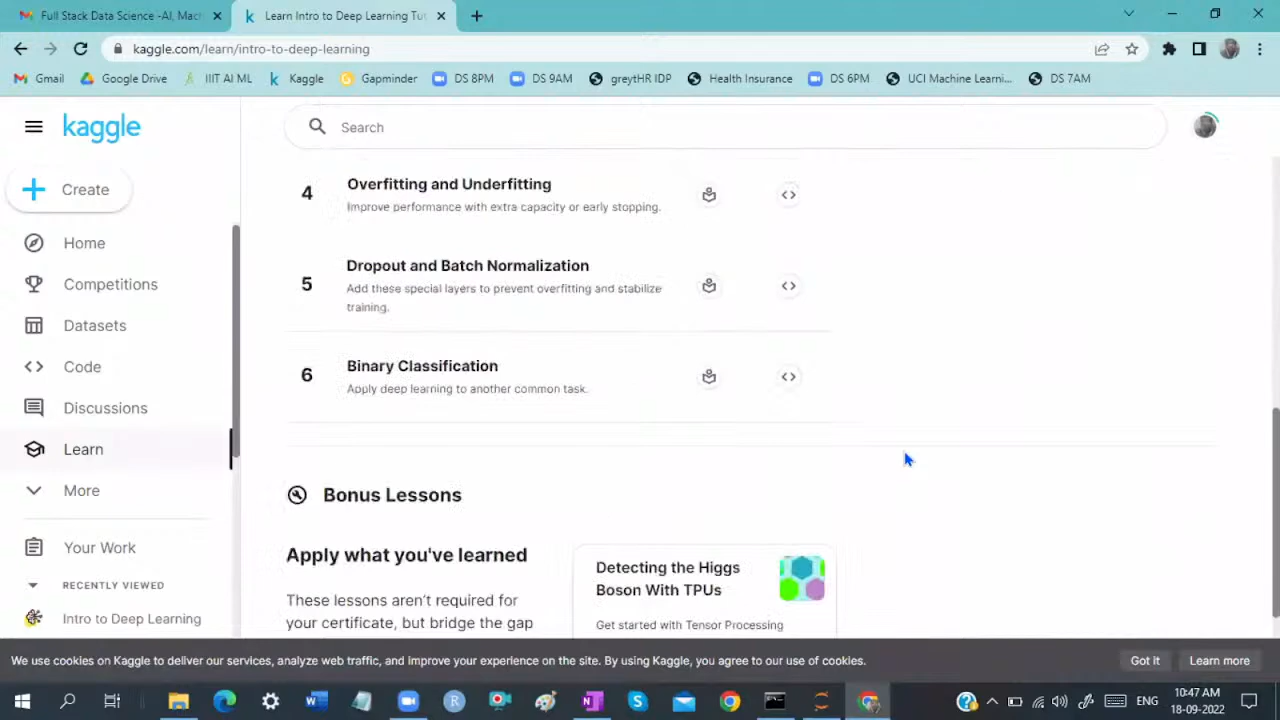 Full Stack Data Science -AI, Mac
Learn Intro to Deep Learning Tut
kaggle.com/learn/intro-to-deep-learning
Gmail
Google Drive
IIIT AI ML
Kaggle
Gapminder
DS 8PM
DS 9AM
greytHR IDP
Health Insurance
DS 6PM
UCI Machine Learni...
DS 7AM
kaggle
Search
Create
Home
Competitions
Datasets
Code
Discussions
Learn
More
Your Work
RECENTLY VIEWED
Intro to Deep Learning
4
Overfitting and Underfitting
Improve performance with extra capacity or early stopping.
5
Dropout and Batch Normalization
Add these special layers to prevent overfitting and stabilize
training.
6
Binary Classification
Apply deep learning to another common task.
Bonus Lessons
Apply what you've learned
These lessons aren't required for
your certificate, but bridge the gap
Detecting the Higgs
Boson With TPUs
Get started with Tensor Processing
We use cookies on Kaggle to deliver our services, analyze web traffic, and improve your experience on the site. By using Kaggle, you agree to our use of cookies.
Got it
Learn more
ENG
10:47 AM
18-09-2022